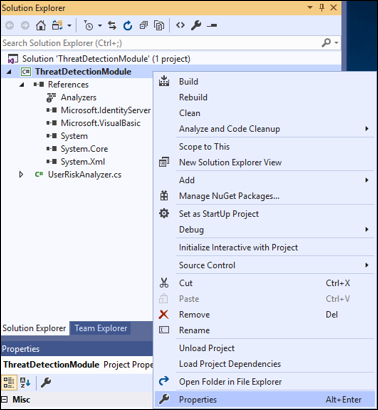 Solution Explorer
Search Solution Explorer (Ctrl+;)
Solution 'ThreatDetectionModule' (1 project)
ThreatDetectionModule
References
Analyzers
Microsoft.IdentityServer
Microsoft.VisualBasic
System
System.Core
System.Xml
C# UserRiskAnalyzer.cs
Build
Rebuild
Clean
Analyze and Code Cleanup
Scope to This
New Solution Explorer View
Add
Manage NuGet Packages...
Set as StartUp Project
Debug
Initialize Interactive with Project
Source Control
Cut Ctrl+X
Paste Ctrl+V
Remove Del
Rename
Unload Project
Load Project Dependencies
Open Folder in File Explorer
Properties Alt+Enter
Solution Explorer Team Explorer
Properties
ThreatDetectionModule Project Prope
Misc